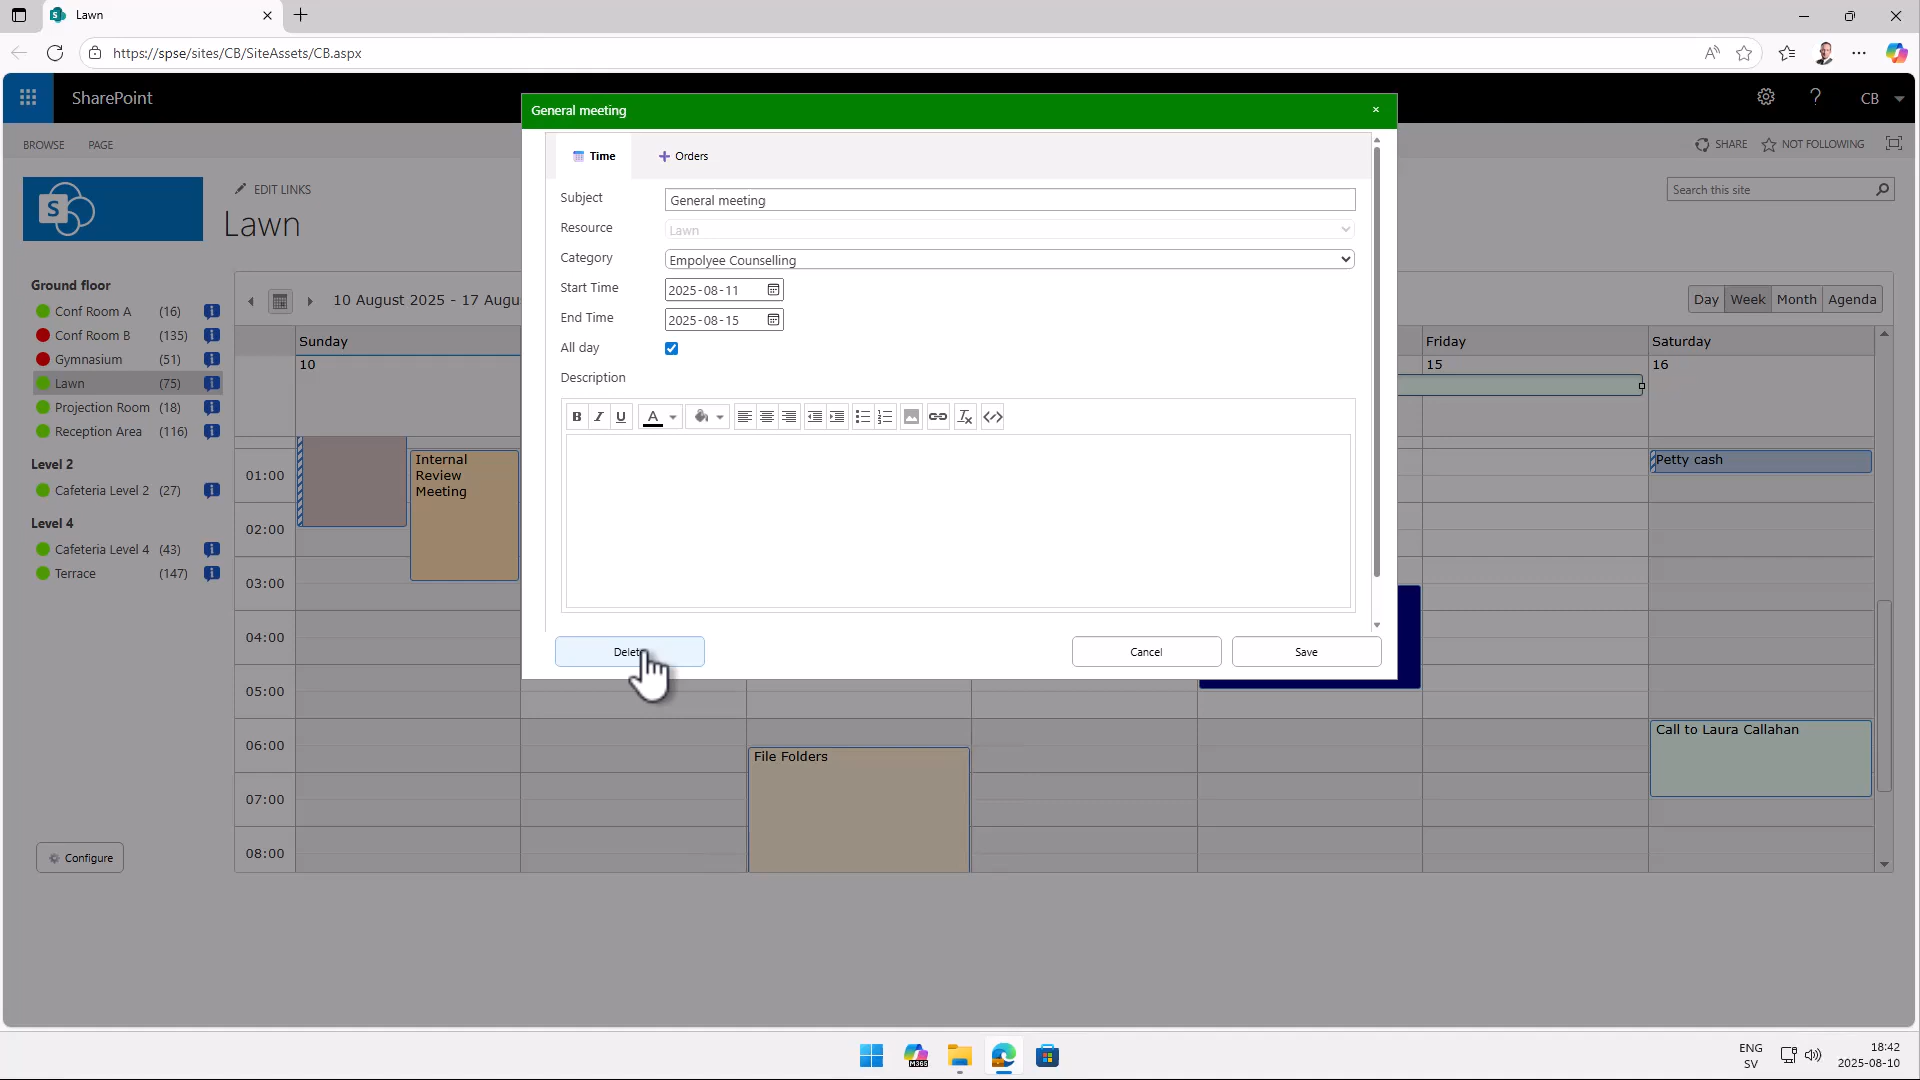 Lawn
https://spse/sites/CB/SiteAssets/CB.aspx
SharePoint
CB
BROWSE
PAGE
SHARE
NOT FOLLOWING
EDIT LINKS
Lawn
Search this site
General meeting
Time
Orders
Subject
General meeting
Resource
Lawn
Category
Empolyee Counselling
Start Time
2025-08-11
End Time
2025-08-15
All day
Description
B I U A
Cancel
Save
Ground floor
Conf Room A (16)
Conf Room B (135)
Gymnasium (51)
Lawn (75)
Projection Room (18)
Reception Area (116)
Level 2
Cafeteria Level 2 (27)
Level 4
Cafeteria Level 4 (43)
Terrace (147)
Configure
10 August 2025 - 17
Day Week Month Agenda
Sunday
Friday
Saturday
10
15
16
01:00
02:00
03:00
04:00
05:00
06:00
07:00
08:00
Internal
Review
Meeting
Petty cash
File Folders
Call to Laura Callahan
M365
ENG
SV
18:42
2025-08-10